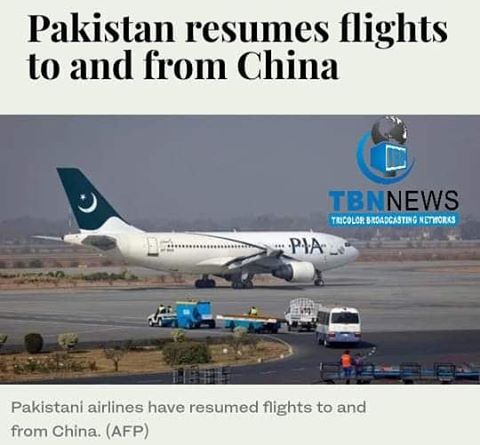 Pakistan resumes flights
to and from China
TBNNEWS
TRICOLOR BROADCASTING NETWORKS
PIA
Pakistani airlines have resumed flights to and
from China. (AFP)